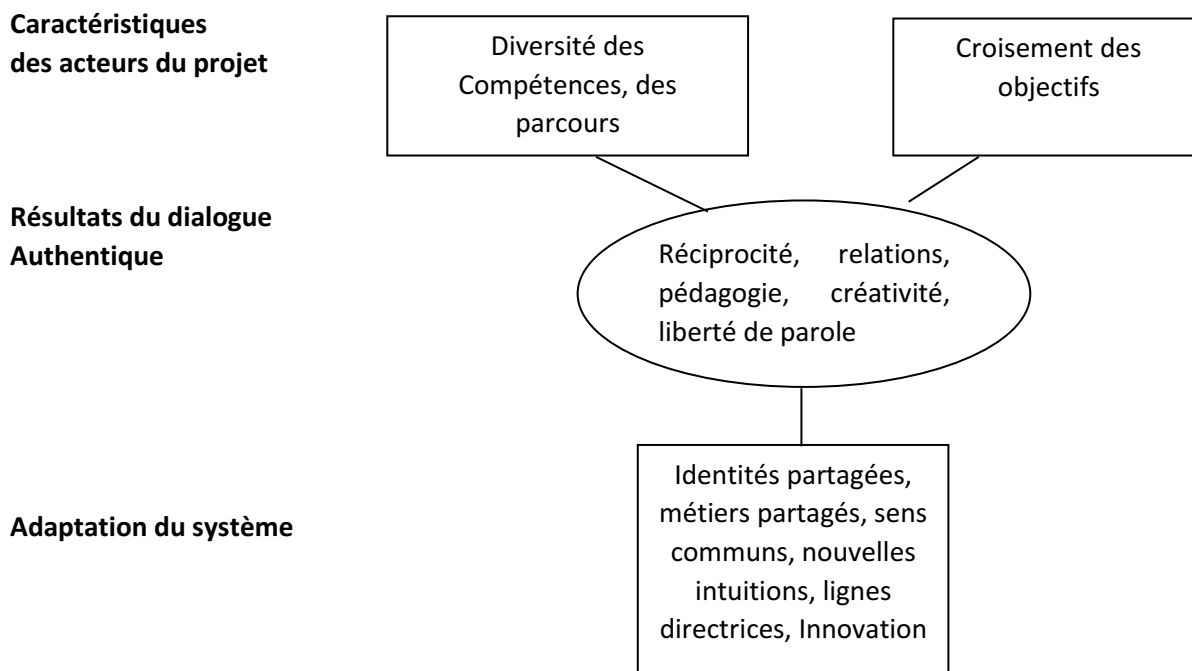 Caractéristiques
des acteurs du projet
Diversité des
Compétences, des
parcours
Croisement des
objectifs
Résultats du dialogue
Authentique
Réciprocité, relations,
pédagogie, créativité,
liberté de parole
Adaptation du système
Identités partagées,
métiers partagés, sens
communs, nouvelles
intuitions, lignes
directrices, Innovation